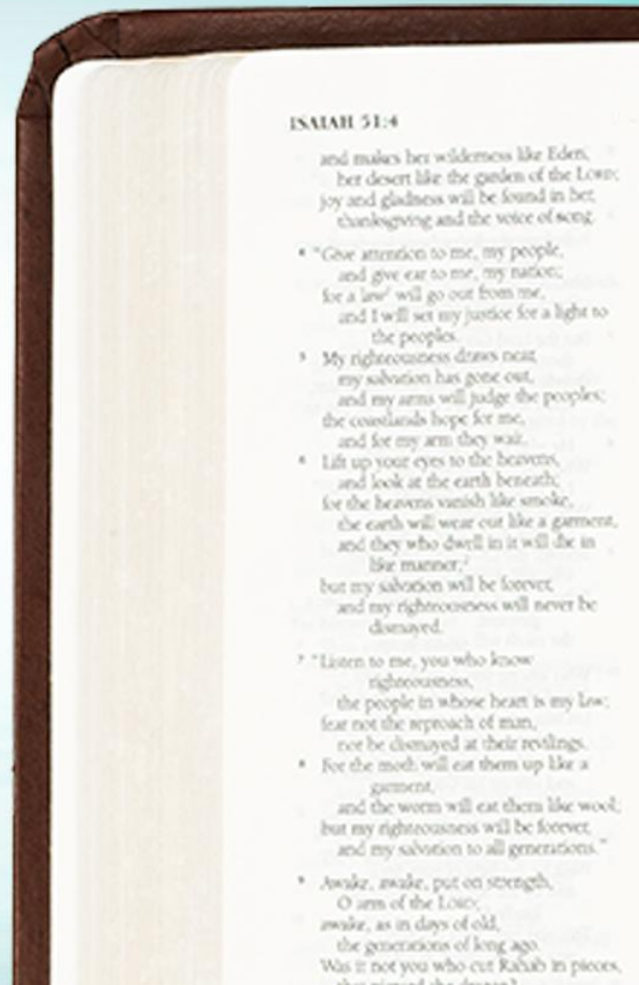 ISAIAH 51:4
and makes her wilderness like Eden,
her desert like the garden of the LORD;
joy and gladness will be found in her,
thanksgiving and the voice of song.
4 "Give attention to me, my people,
and give ear to me, my nation;
for a law¹ will go out from me,
and I will set my justice for a light to
the peoples.
5 My righteousness draws near,
my salvation has gone out,
and my arms will judge the peoples;
the coastlands hope for me,
and for my arm they wait.
6 Lift up your eyes to the heavens,
and look at the earth beneath;
for the heavens vanish like smoke,
the earth will wear out like a garment,
and they who dwell in it will die in
like manner;²
but my salvation will be forever,
and my righteousness will never be
dismayed.
7 "Listen to me, you who know
righteousness,
the people in whose heart is my law;
fear not the reproach of man,
nor be dismayed at their revilings.
8 For the moth will eat them up like a
garment,
and the worm will eat them like wool;
but my righteousness will be forever,
and my salvation to all generations."
9 Awake, awake, put on strength,
O arm of the LORD;
awake, as in days of old,
the generations of long ago.
Was it not you who cut Rahab in pieces,
that pierced the dragon?